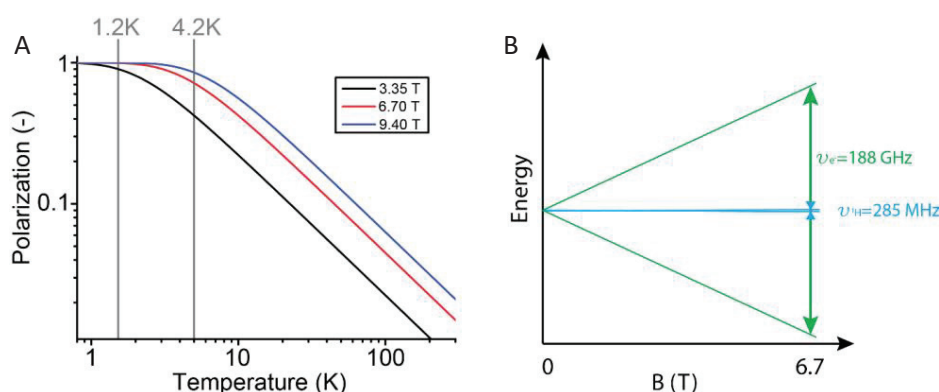 A
1.2K 4.2K
Polarization (-)
1
0.1
3.35 T
6.70 T
9.40 T
1 10 100
Temperature (K)
B
Energy
υe=188 GHz
υ¹H=285 MHz
0 6.7
B (T)